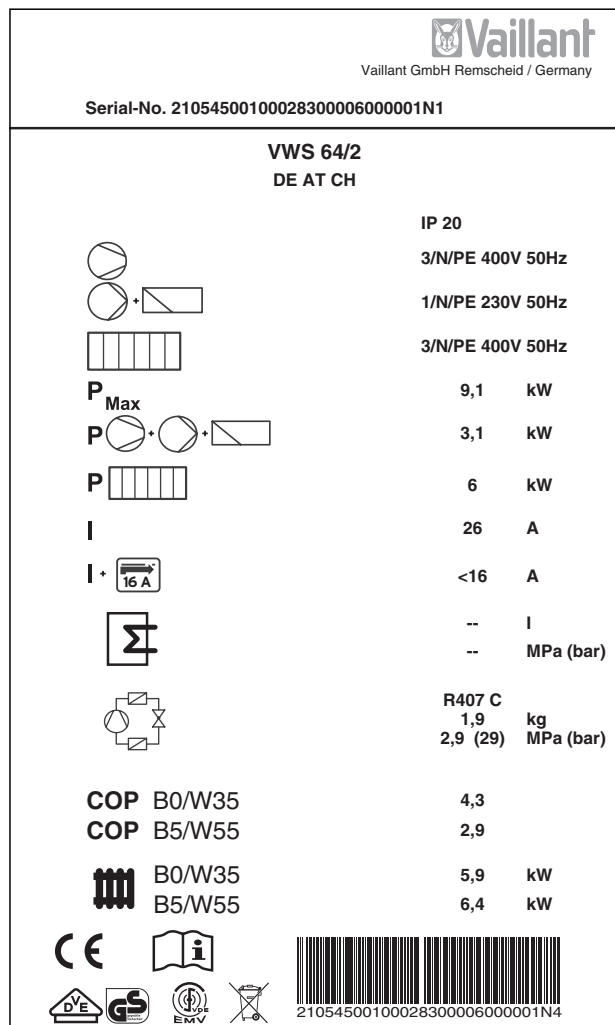 Vaillant
Vaillant GmbH Remscheid / Germany
Serial-No. 21054500100028300006000001N1
VWS 64/2
DE AT CH
IP 20
3/N/PE 400V 50Hz
+ 1/N/PE 230V 50Hz
3/N/PE 400V 50Hz
P Max 9,1 kW
P + + 3,1 kW
P 6 kW
I 26 A
I + 16 A <16 A
Σ -- l
-- MPa (bar)
R407 C
1,9 kg
2,9 (29) MPa (bar)
COP B0/W35 4,3
COP B5/W55 2,9
B0/W35 5,9 kW
B5/W55 6,4 kW
CE i
DVE GS geprüfte Sicherheit VDE EMV
21054500100028300006000001N4